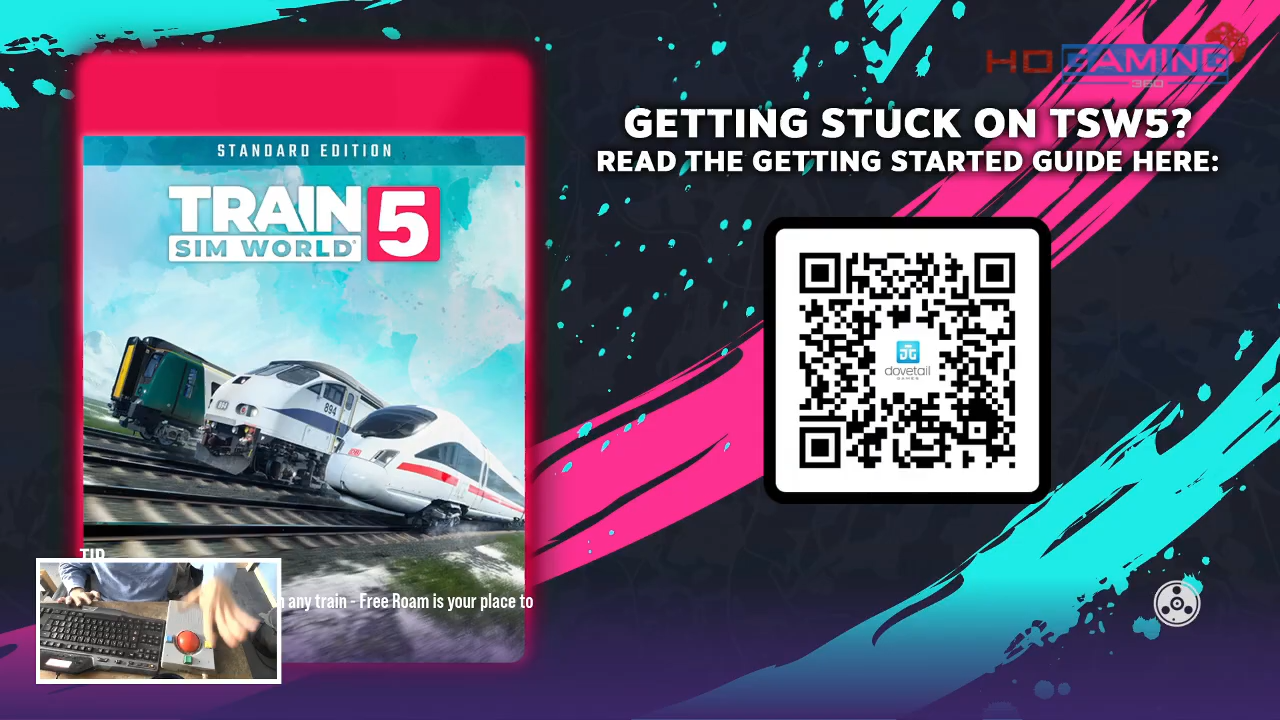 HD GAMING
360
GETTING STUCK ON TSW5?
READ THE GETTING STARTED GUIDE HERE:
STANDARD EDITION
TRAIN
SIM WORLD
5
894
dovetail
GAMES
TIP
any train - Free Roam is your place to